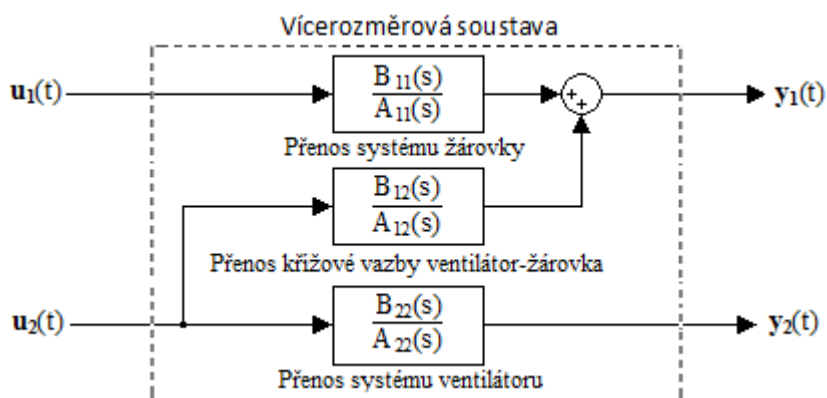 Vícerozměrová soustava
u₁(t)
B₁₁(s)
A₁₁(s)
y₁(t)
Přenos systému žárovky
B₁₂(s)
A₁₂(s)
Přenos křížové vazby ventilátor-žárovka
u₂(t)
B₂₂(s)
A₂₂(s)
y₂(t)
Přenos systému ventilátoru